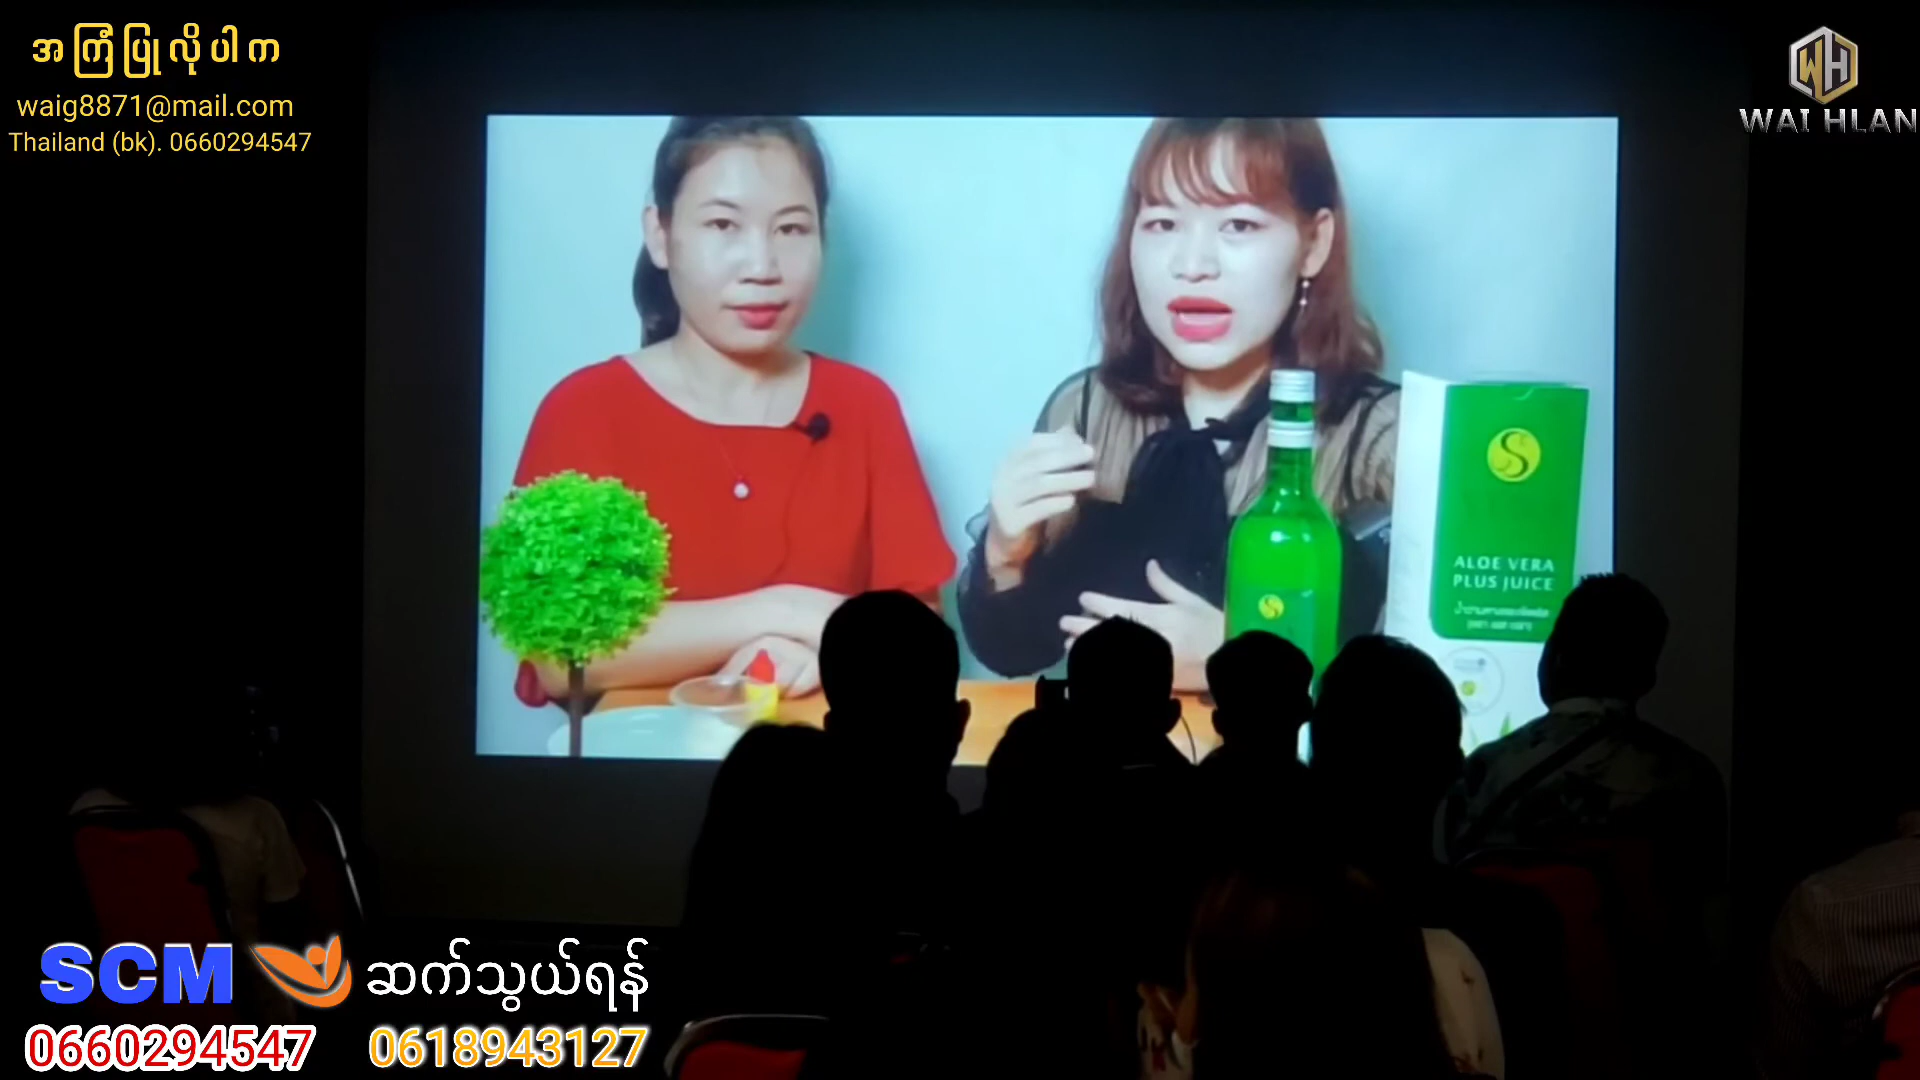 အကြံပြုလိုပါက
waig8871@mail.com
Thailand (bk). 0660294547
WH
WAI HLAN
S
ALOE VERA
PLUS JUICE
SCM ဆက်သွယ်ရန်
0660294547 0618943127